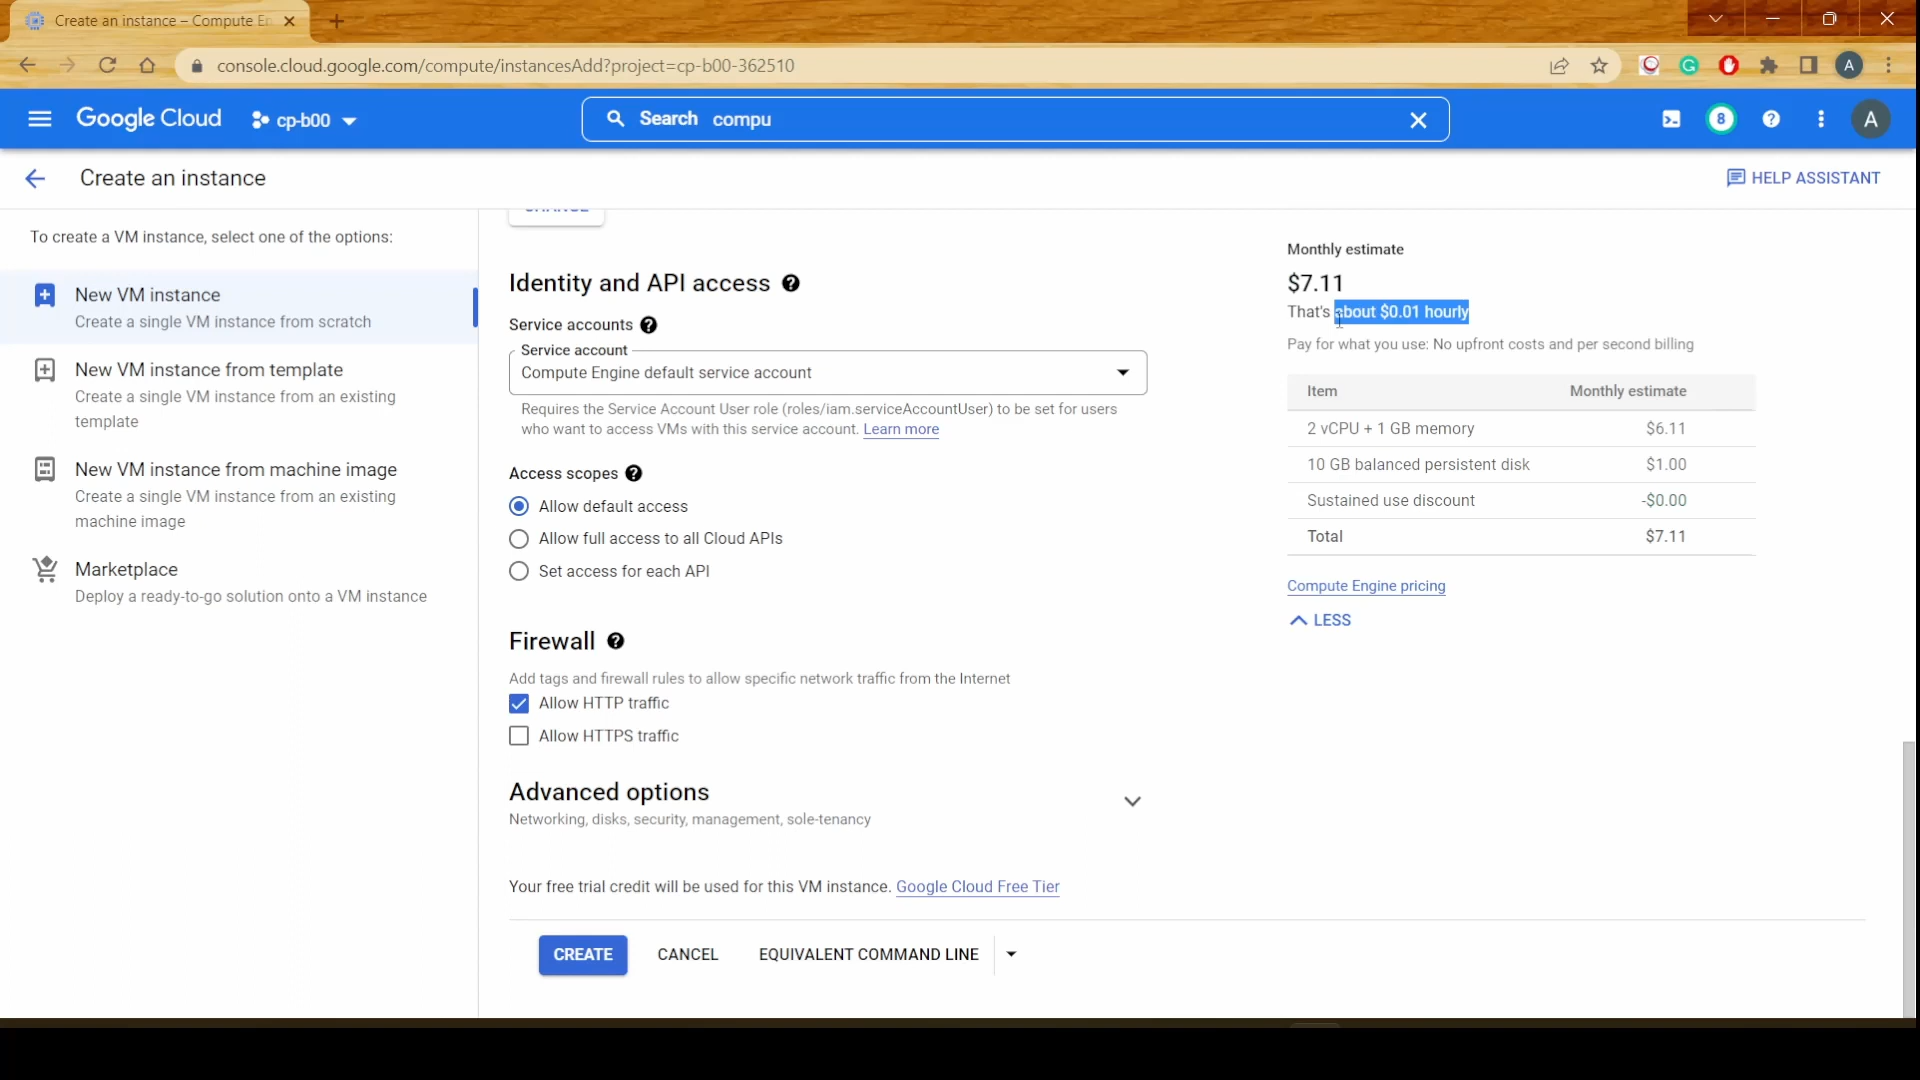 Create an instance – Compute En
console.cloud.google.com/compute/instancesAdd?project=cp-b00-362510
A
Google Cloud
cp-b00
Search compu
8
A
Create an instance
HELP ASSISTANT
To create a VM instance, select one of the options:
New VM instance
Create a single VM instance from scratch
New VM instance from template
Create a single VM instance from an existing
template
New VM instance from machine image
Create a single VM instance from an existing
machine image
Marketplace
Deploy a ready-to-go solution onto a VM instance
CHANGE
Identity and API access
Service accounts
Service account
Compute Engine default service account
Requires the Service Account User role (roles/iam.serviceAccountUser) to be set for users
who want to access VMs with this service account. Learn more
Access scopes
Allow default access
Allow full access to all Cloud APIs
Set access for each API
Firewall
Add tags and firewall rules to allow specific network traffic from the Internet
Allow HTTP traffic
Allow HTTPS traffic
Advanced options
Networking, disks, security, management, sole-tenancy
Your free trial credit will be used for this VM instance. Google Cloud Free Tier
CREATE CANCEL EQUIVALENT COMMAND LINE
Monthly estimate
$7.11
That's about $0.01 hourly
Pay for what you use: No upfront costs and per second billing
Item Monthly estimate
2 vCPU + 1 GB memory $6.11
10 GB balanced persistent disk $1.00
Sustained use discount -$0.00
Total $7.11
Compute Engine pricing
LESS